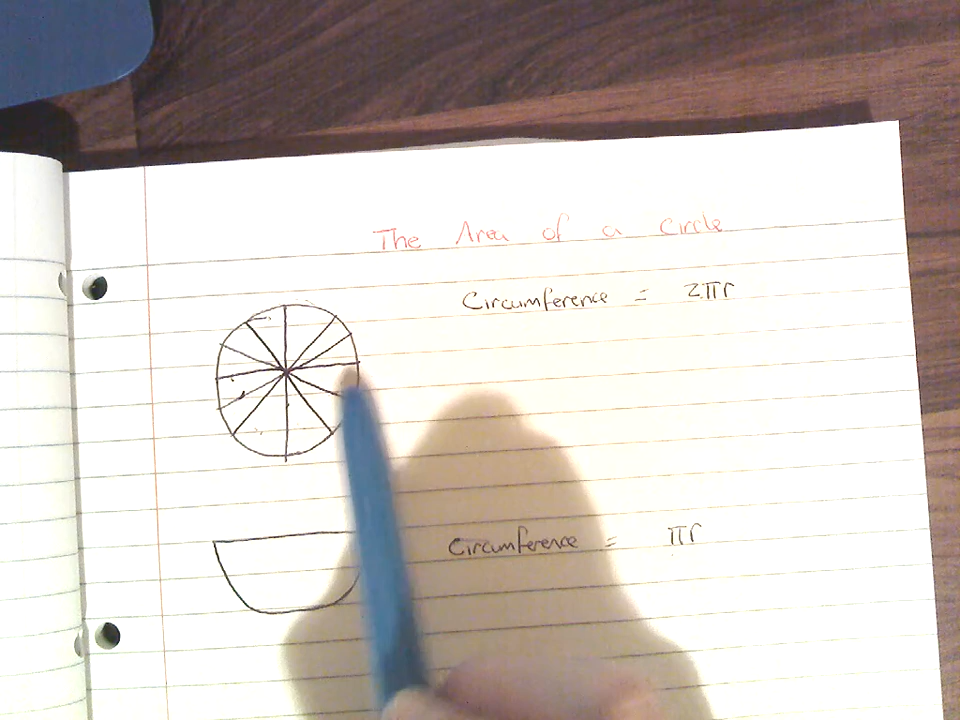 The Area of a Circle
Circumference = 2πr
Circumference = πr